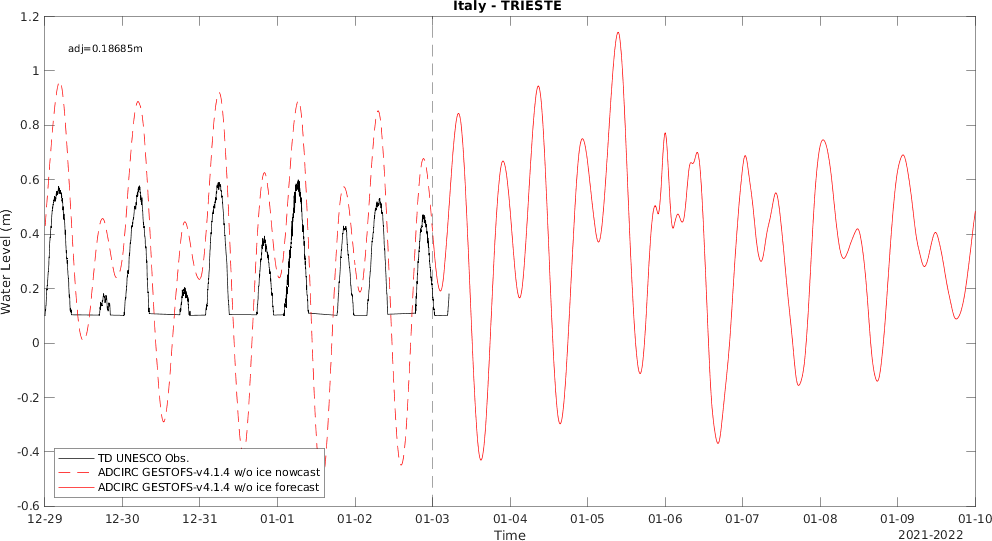 Italy - TRIESTE
adj=0.18685m
1.2
1
0.8
0.6
0.4
0.2
0
-0.2
-0.4
-0.6
Water Level (m)
TD UNESCO Obs.
ADCIRC GESTOFS-v4.1.4 w/o ice nowcast
ADCIRC GESTOFS-v4.1.4 w/o ice forecast
12-29 12-30 12-31 01-01 01-02 01-03 01-04 01-05 01-06 01-07 01-08 01-09 01-10
Time
2021-2022